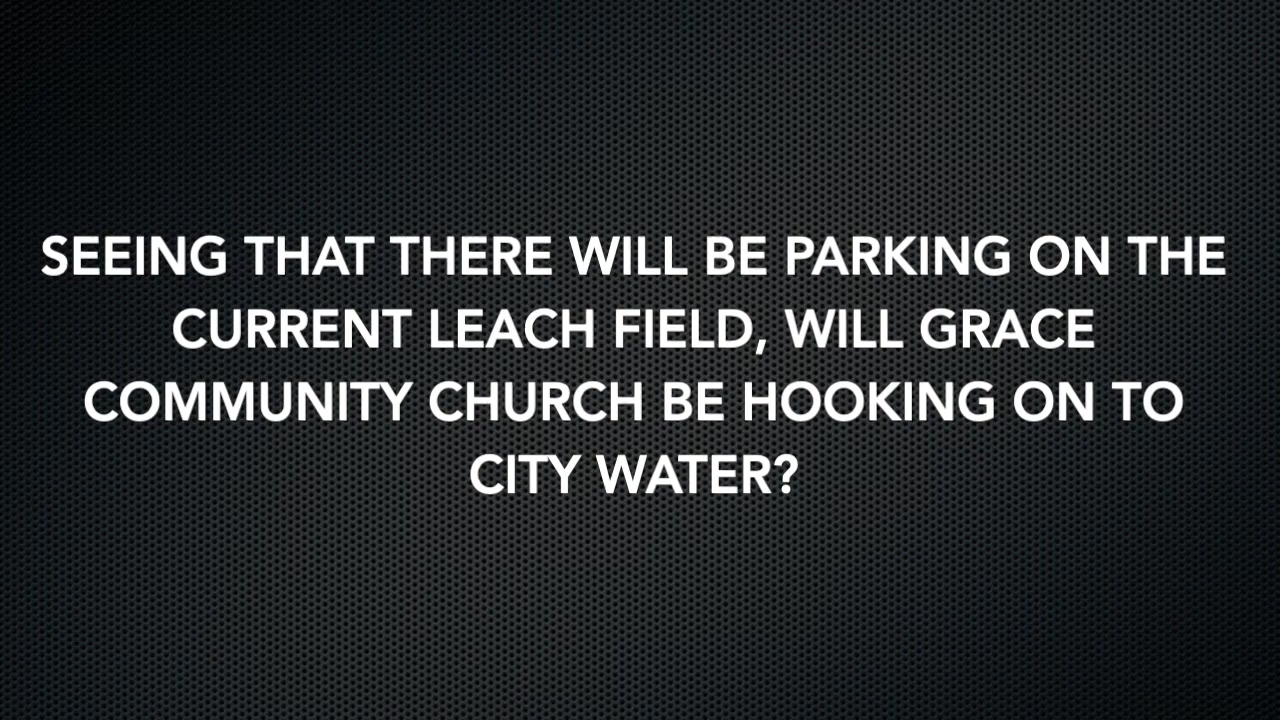 SEEING THAT THERE WILL BE PARKING ON THE
CURRENT LEACH FIELD, WILL GRACE
COMMUNITY CHURCH BE HOOKING ON TO
CITY WATER?